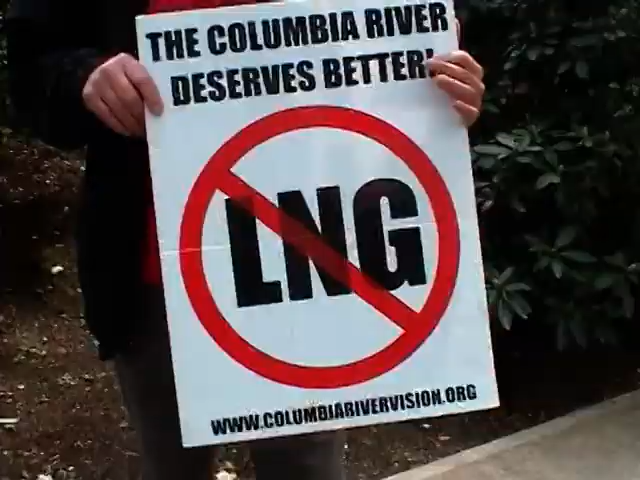 THE COLUMBIA RIVER
DESERVES BETTER!
LNG
WWW.COLUMBIARIVERVISION.ORG